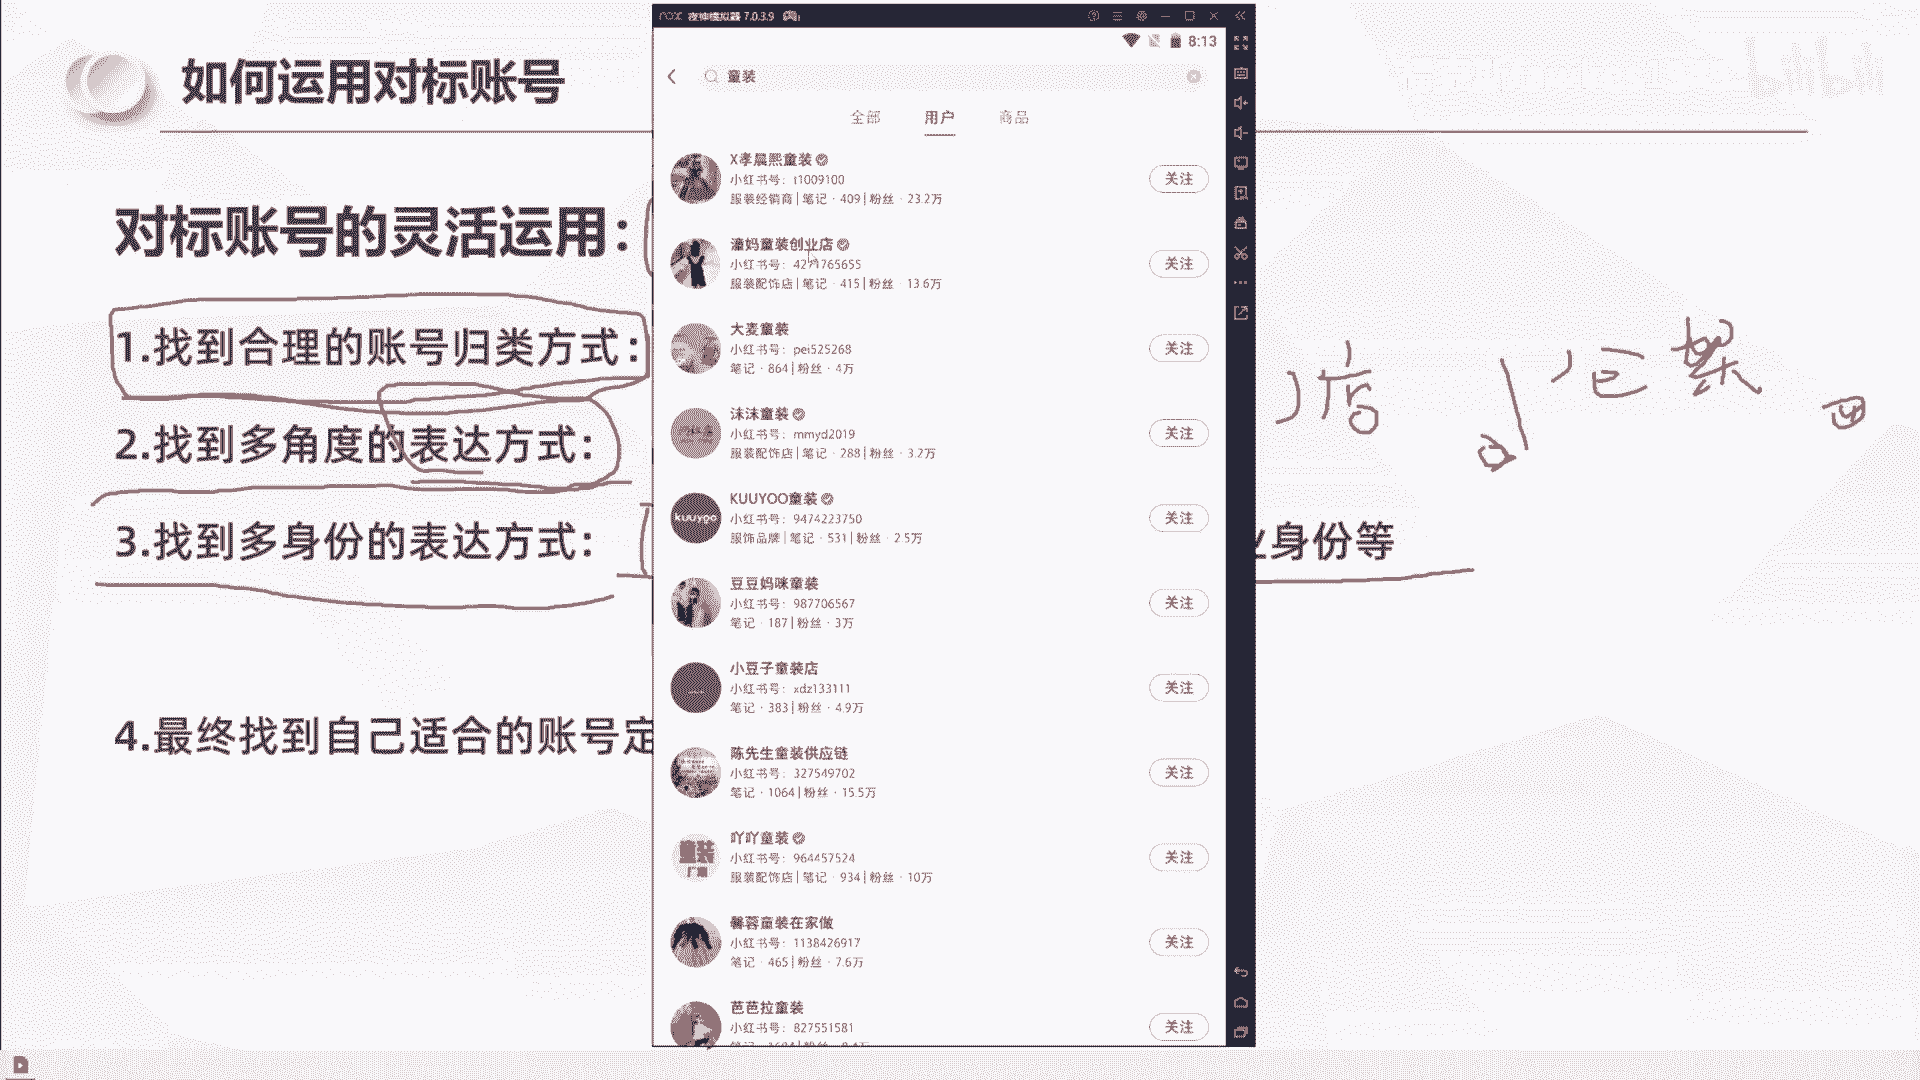 如何运用对标账号
bilibili
对标账号的灵活运用：
1.找到合理的账号归类方式：
2.找到多角度的表达方式：
3.找到多身份的表达方式：
业身份等
4.最终找到自己适合的账号定
nox 夜神模拟器 7.0.3.9
8:13
童装
全部 用户 商品
X孝晨熙童装
小红书号：t1009100
服装经销商 | 笔记 · 409 | 粉丝 · 23.2万
关注
潼妈童装创业店
小红书号：4271765655
服装配饰店 | 笔记 · 415 | 粉丝 · 13.6万
关注
大麦童装
小红书号：pei525268
笔记 · 864 | 粉丝 · 4万
关注
沫沫童装
小红书号：mmyd2019
服装配饰店 | 笔记 · 288 | 粉丝 · 3.2万
关注
KUUYOO童装
小红书号：9474223750
服饰品牌 | 笔记 · 531 | 粉丝 · 2.5万
关注
kuuyoo
豆豆妈咪童装
小红书号：987706567
笔记 · 187 | 粉丝 · 3万
关注
小豆子童装店
小红书号：xdz133111
笔记 · 383 | 粉丝 · 4.9万
关注
陈先生童装供应链
小红书号：327549702
笔记 · 1064 | 粉丝 · 15.5万
关注
吖吖童装
小红书号：964457524
服装配饰店 | 笔记 · 934 | 粉丝 · 10万
关注
童装
馨蓉童装在家做
小红书号：1138426917
笔记 · 465 | 粉丝 · 7.6万
关注
芭芭拉童装
小红书号：827551581
关注